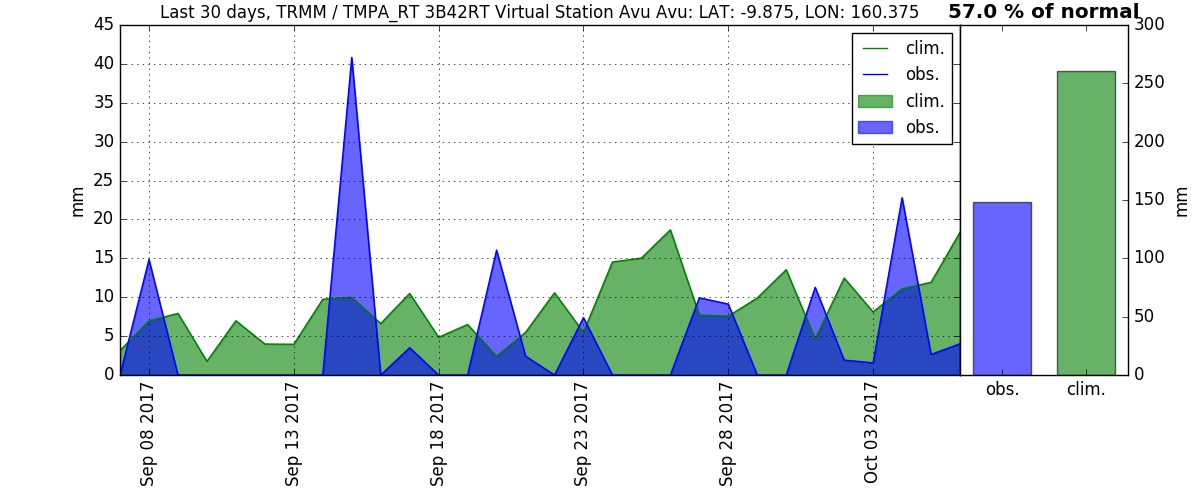 Last 30 days, TRMM / TMPA_RT 3B42RT Virtual Station Avu Avu: LAT: -9.875, LON: 160.375
57.0 % of normal
45
40
35
30
25
20
15
10
5
0
mm
clim.
obs.
clim.
obs.
Sep 08 2017
Sep 13 2017
Sep 18 2017
Sep 23 2017
Sep 28 2017
Oct 03 2017
300
250
200
150
100
50
0
mm
obs.
clim.